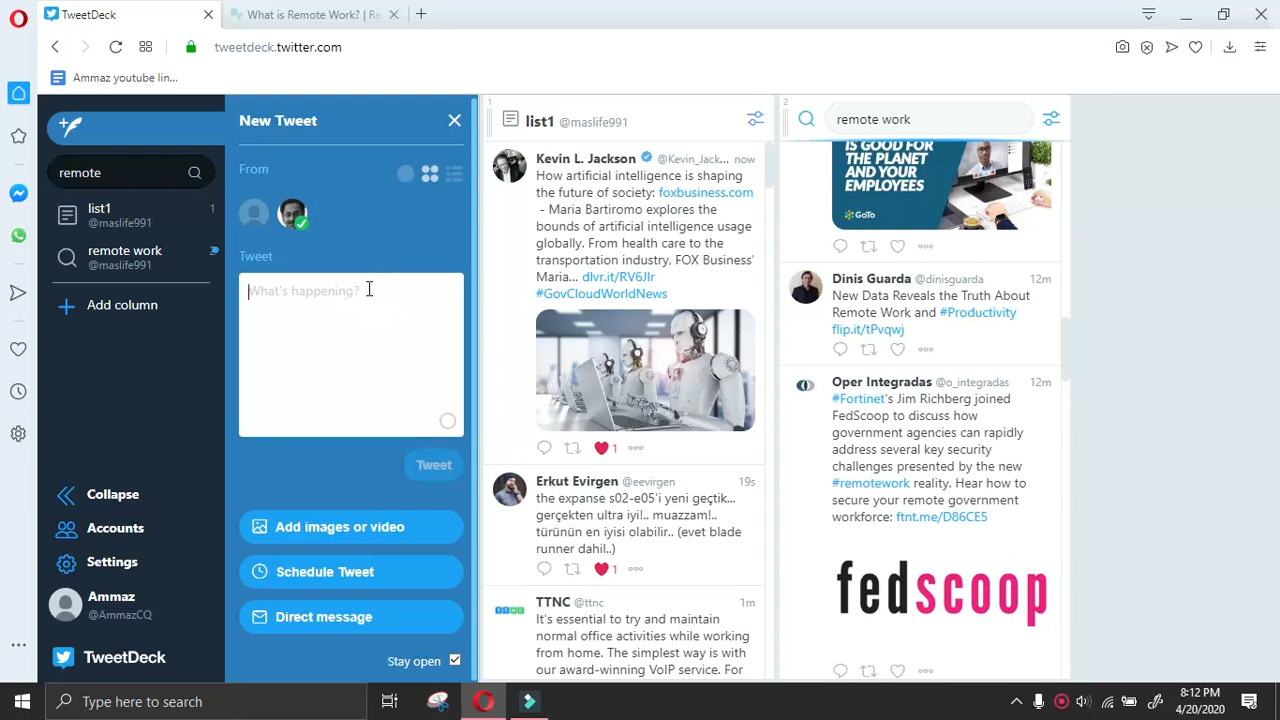 TweetDeck
What is Remote Work? | Re
tweetdeck.twitter.com
Ammaz youtube lin...
remote
list1
1
@maslife991
remote work
@maslife991
Add column
Collapse
Accounts
Settings
Ammaz
@AmmazCQ
TweetDeck
New Tweet
From
Tweet
What's happening?
Tweet
Add images or video
Schedule Tweet
Direct message
Stay open
1
list1 @maslife991
Kevin L. Jackson @Kevin_Jack... now
How artificial intelligence is shaping
the future of society: foxbusiness.com
- Maria Bartiromo explores the
bounds of artificial intelligence usage
globally. From health care to the
transportation industry, FOX Business’
Maria... dlvr.it/RV6JIr
#GovCloudWorldNews
1
Erkut Evirgen @eevirgen 19s
the expanse s02-e05'i yeni geçtik...
gerçekten ultra iyi!.. muazzam!..
türünün en iyisi olabilir.. (evet blade
runner dahil..)
1
TTNC @ttnc 1m
It's essential to try and maintain
normal office activities while working
from home. The simplest way is with
our award-winning VoIP service. For
2
remote work
IS GOOD FOR
THE PLANET
AND YOUR
EMPLOYEES
GoTo
Dinis Guarda @dinisguarda 12m
New Data Reveals the Truth About
Remote Work and #Productivity
flip.it/tPvqwj
Oper Integradas @o_integradas 12m
#Fortinet's Jim Richberg joined
FedScoop to discuss how
government agencies can rapidly
address several key security
challenges presented by the new
#remotework reality. Hear how to
secure your remote government
workforce: ftnt.me/D86CE5
fedscoop
Type here to search
8:12 PM
4/20/2020